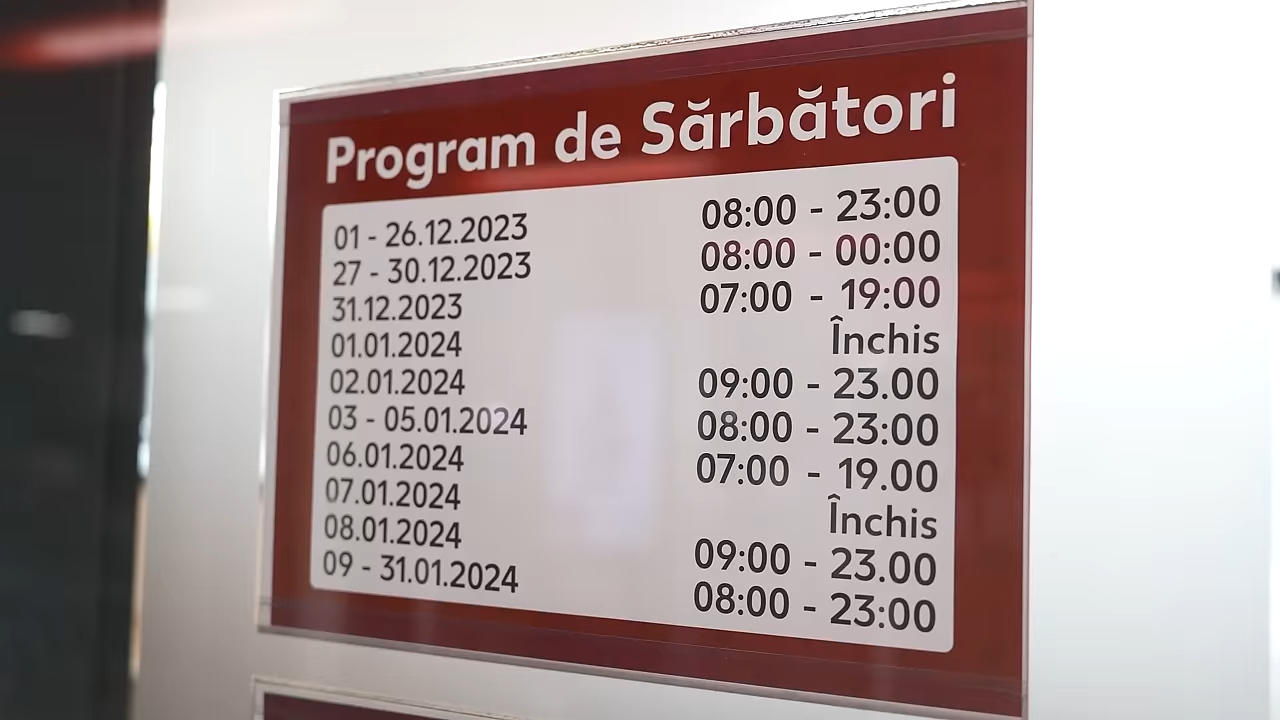 Program de Sărbători
01 - 26.12.2023 08:00 - 23:00
27 - 30.12.2023 08:00 - 00:00
31.12.2023 07:00 - 19:00
01.01.2024 Închis
02.01.2024 09:00 - 23.00
03 - 05.01.2024 08:00 - 23:00
06.01.2024 07:00 - 19.00
07.01.2024 Închis
08.01.2024 09:00 - 23.00
09 - 31.01.2024 08:00 - 23:00